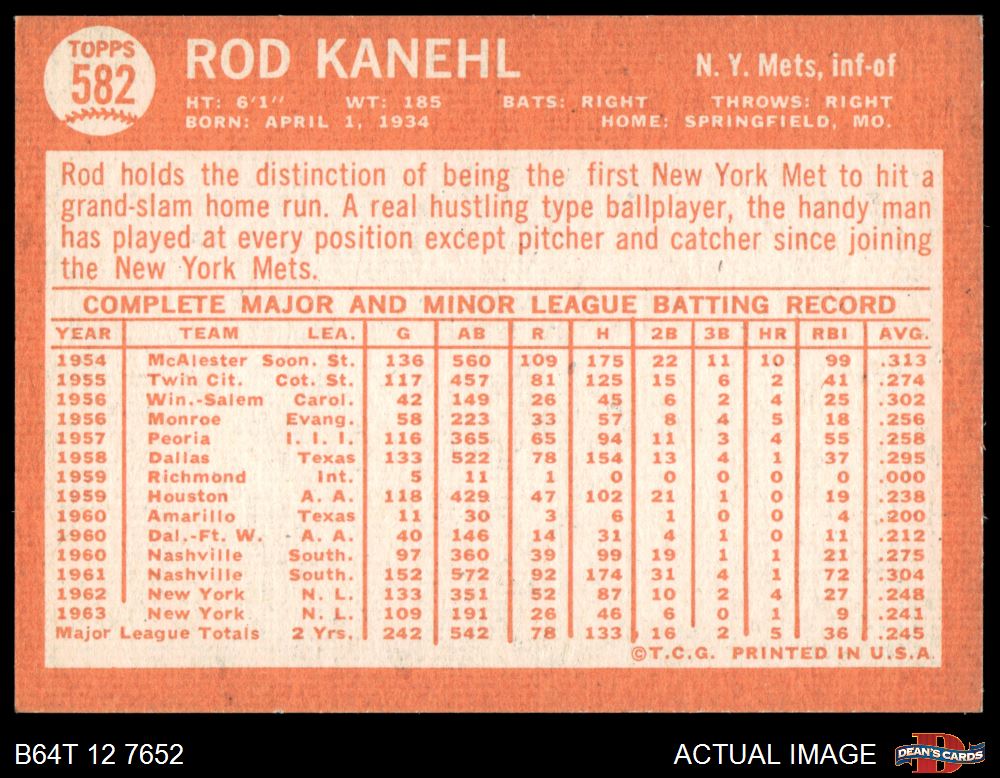 TOPPS
582
ROD KANEHL
N. Y. Mets, inf-of
HT: 6'1" WT: 185 BATS: RIGHT THROWS: RIGHT
BORN: APRIL 1, 1934 HOME: SPRINGFIELD, MO.
Rod holds the distinction of being the first New York Met to hit a
grand-slam home run. A real hustling type ballplayer, the handy man
has played at every position except pitcher and catcher since joining
the New York Mets.
COMPLETE MAJOR AND MINOR LEAGUE BATTING RECORD
YEAR TEAM LEA. G AB R H 2B 3B HR RBI AVG.
1954 McAlester Soon. St. 136 560 109 175 22 11 10 99 .313
1955 Twin Cit. Cot. St. 117 457 81 125 15 6 2 41 .274
1956 Win.-Salem Carol. 42 149 26 45 6 2 4 25 .302
1956 Monroe Evang. 58 223 33 57 8 4 5 18 .256
1957 Peoria I. I. I. 116 365 65 94 11 3 4 55 .258
1958 Dallas Texas 133 522 78 154 13 4 1 37 .295
1959 Richmond Int. 5 11 1 0 0 0 0 0 .000
1959 Houston A. A. 118 429 47 102 21 1 0 19 .238
1960 Amarillo Texas 11 30 3 6 1 0 0 4 .200
1960 Dal.-Ft. W. A. A. 40 146 14 31 4 1 0 11 .212
1960 Nashville South. 97 360 39 99 19 1 1 21 .275
1961 Nashville South. 152 572 92 174 31 4 1 72 .304
1962 New York N. L. 133 351 52 87 10 2 4 27 .248
1963 New York N. L. 109 191 26 46 6 0 1 9 .241
Major League Totals 2 Yrs. 242 542 78 133 16 2 5 36 .245
©T.C.G. PRINTED IN U.S.A.
B64T 12 7652
ACTUAL IMAGE
D
DEAN'S CARDS